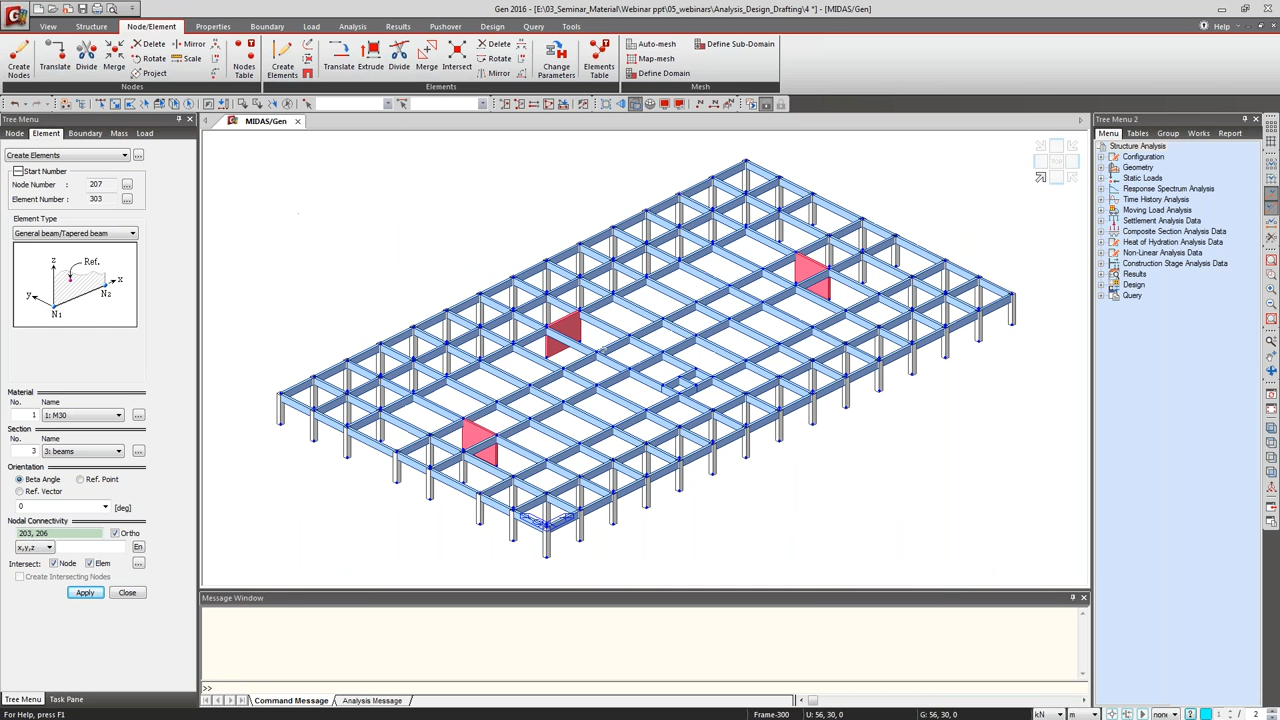 Gen 2016 - [E:\03_Seminar_Material\Webinar ppt\05_webinars\Analysis_Design_Drafting\4 *] - [MIDAS/Gen]
View Structure Node/Element Properties Boundary Load Analysis Results Pushover Design Query Tools Help
Create Nodes
Translate
Divide
Merge
Delete
Rotate
Project
Mirror
Scale
Nodes Table
Create Elements
Translate
Extrude
Divide
Merge
Intersect
Delete
Rotate
Mirror
Change Parameters
Elements Table
Auto-mesh
Map-mesh
Define Domain
Define Sub-Domain
Nodes Elements Mesh
Tree Menu
Node Element Boundary Mass Load
Create Elements
Start Number
Node Number : 207
Element Number : 303
Element Type
General beam/Tapered beam
Ref.
z
x
y
N1
N2
Material
No. Name
1 1: M30
Section
No. Name
3 3: beams
Orientation
Beta Angle Ref. Point
Ref. Vector
0 [deg]
Nodal Connectivity
203, 206 Ortho
x,y,z En
Intersect: Node Elem
Create Intersecting Nodes
Apply Close
Tree Menu Task Pane
MIDAS/Gen
TOP
Message Window
>>
Command Message Analysis Message
Tree Menu 2
Menu Tables Group Works Report
Structure Analysis
Configuration
Geometry
Static Loads
Response Spectrum Analysis
Time History Analysis
Moving Load Analysis
Settlement Analysis Data
Composite Section Analysis Data
Heat of Hydration Analysis Data
Non-Linear Analysis Data
Construction Stage Analysis Data
Results
Design
Query
For Help, press F1 Frame-300 U: 56, 30, 0 G: 56, 30, 0 kN m none 1 / 2